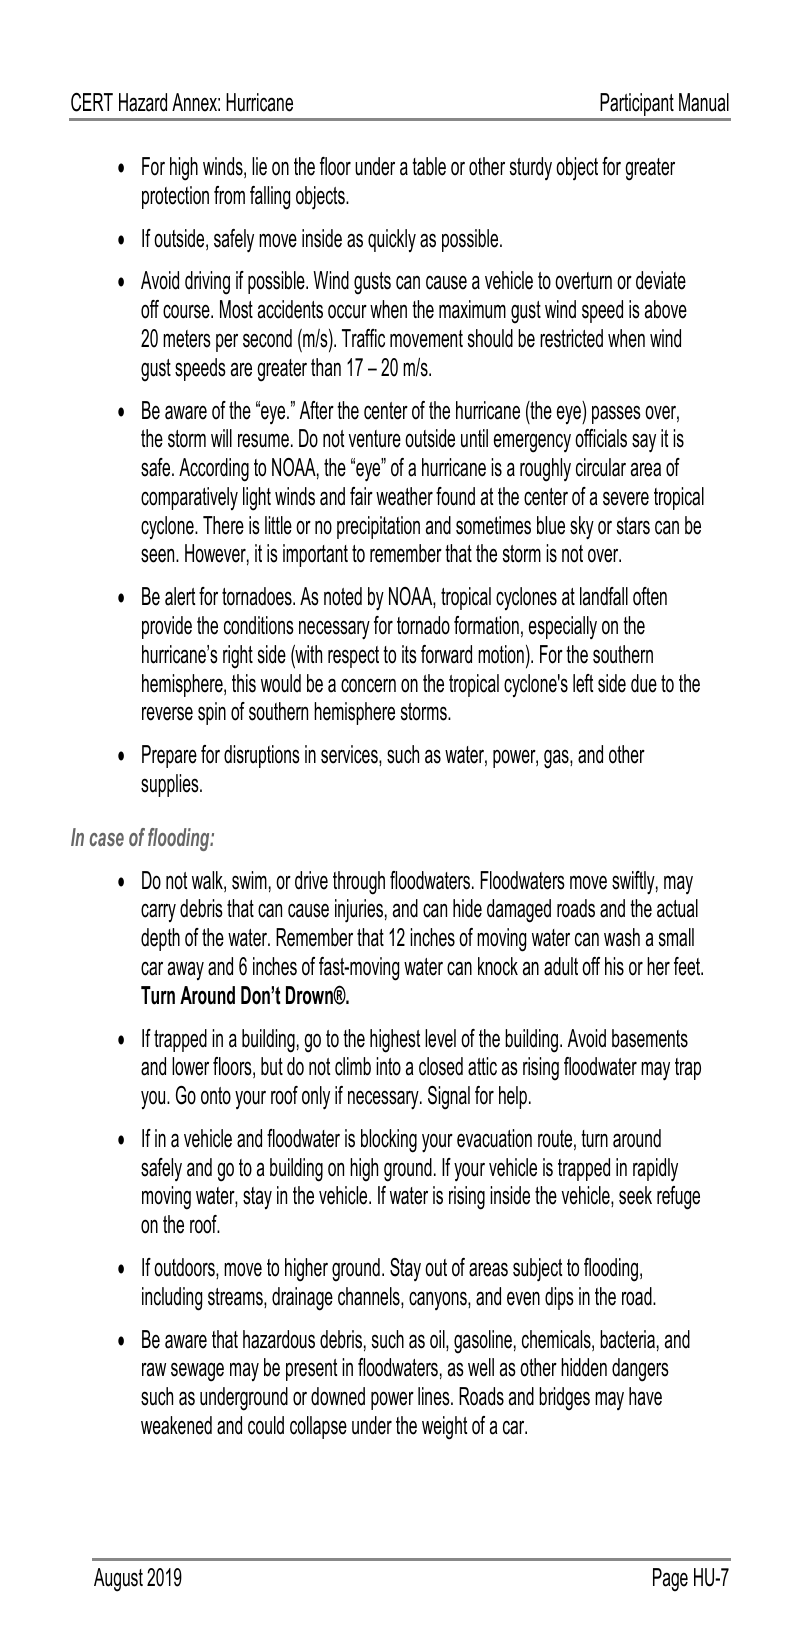 CERT Hazard Annex: Hurricane Participant Manual
• For high winds, lie on the floor under a table or other sturdy object for greater
protection from falling objects.
• If outside, safely move inside as quickly as possible.
• Avoid driving if possible. Wind gusts can cause a vehicle to overturn or deviate
off course. Most accidents occur when the maximum gust wind speed is above
20 meters per second (m/s). Traffic movement should be restricted when wind
gust speeds are greater than 17 – 20 m/s.
• Be aware of the “eye.” After the center of the hurricane (the eye) passes over,
the storm will resume. Do not venture outside until emergency officials say it is
safe. According to NOAA, the “eye” of a hurricane is a roughly circular area of
comparatively light winds and fair weather found at the center of a severe tropical
cyclone. There is little or no precipitation and sometimes blue sky or stars can be
seen. However, it is important to remember that the storm is not over.
• Be alert for tornadoes. As noted by NOAA, tropical cyclones at landfall often
provide the conditions necessary for tornado formation, especially on the
hurricane’s right side (with respect to its forward motion). For the southern
hemisphere, this would be a concern on the tropical cyclone's left side due to the
reverse spin of southern hemisphere storms.
• Prepare for disruptions in services, such as water, power, gas, and other
supplies.
In case of flooding:
• Do not walk, swim, or drive through floodwaters. Floodwaters move swiftly, may
carry debris that can cause injuries, and can hide damaged roads and the actual
depth of the water. Remember that 12 inches of moving water can wash a small
car away and 6 inches of fast-moving water can knock an adult off his or her feet.
Turn Around Don’t Drown®.
• If trapped in a building, go to the highest level of the building. Avoid basements
and lower floors, but do not climb into a closed attic as rising floodwater may trap
you. Go onto your roof only if necessary. Signal for help.
• If in a vehicle and floodwater is blocking your evacuation route, turn around
safely and go to a building on high ground. If your vehicle is trapped in rapidly
moving water, stay in the vehicle. If water is rising inside the vehicle, seek refuge
on the roof.
• If outdoors, move to higher ground. Stay out of areas subject to flooding,
including streams, drainage channels, canyons, and even dips in the road.
• Be aware that hazardous debris, such as oil, gasoline, chemicals, bacteria, and
raw sewage may be present in floodwaters, as well as other hidden dangers
such as underground or downed power lines. Roads and bridges may have
weakened and could collapse under the weight of a car.
August 2019 Page HU-7